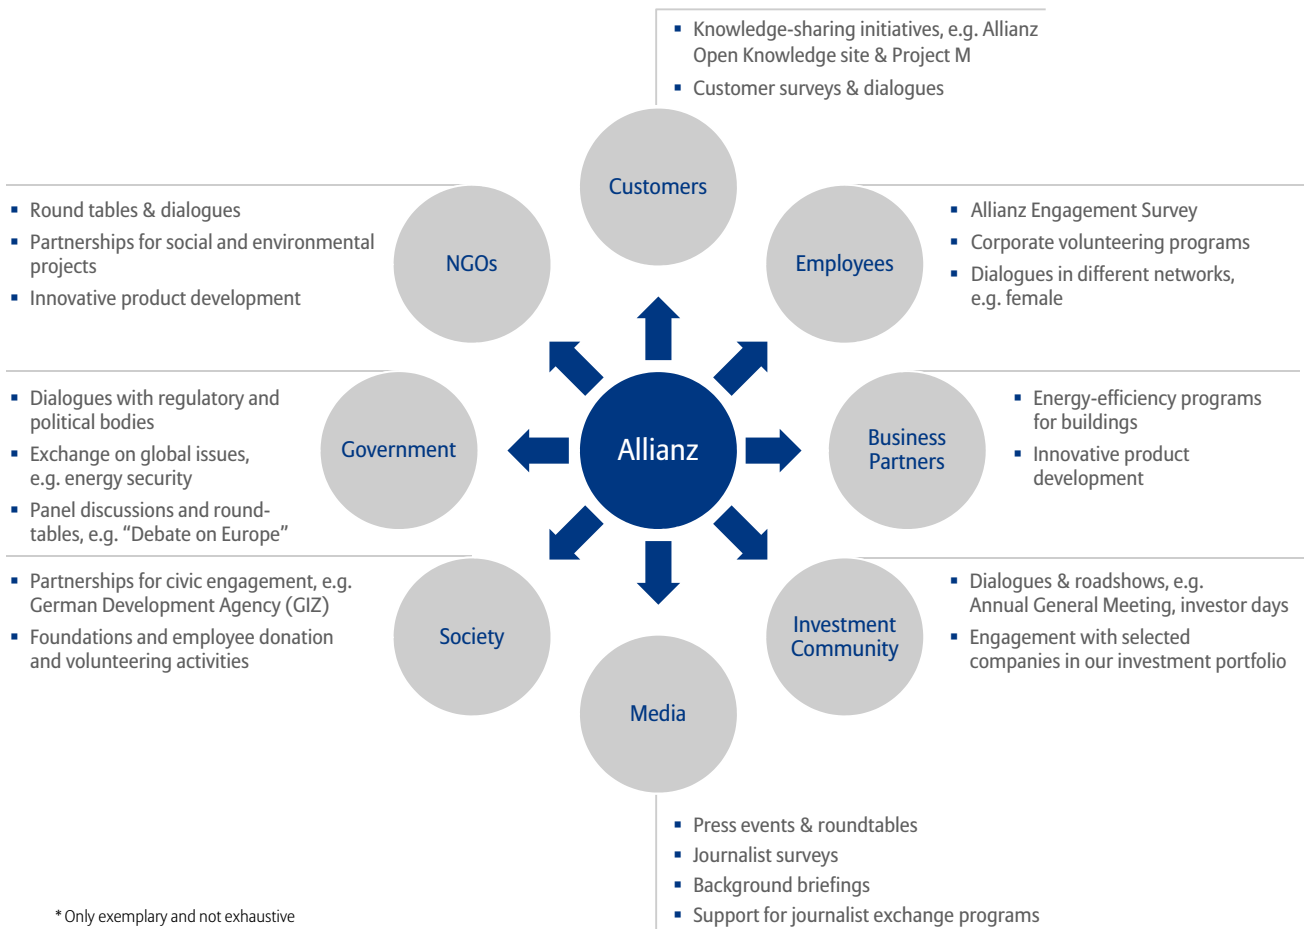 ▪ Knowledge-sharing initiatives, e.g. Allianz
Open Knowledge site & Project M
▪ Customer surveys & dialogues
Customers
▪ Round tables & dialogues
▪ Partnerships for social and environmental
projects
▪ Innovative product development
NGOs
Employees
▪ Allianz Engagement Survey
▪ Corporate volunteering programs
▪ Dialogues in different networks,
e.g. female
▪ Dialogues with regulatory and
political bodies
▪ Exchange on global issues,
e.g. energy security
▪ Panel discussions and round-
tables, e.g. “Debate on Europe”
Government
Allianz
Business
Partners
▪ Energy-efficiency programs
for buildings
▪ Innovative product
development
▪ Partnerships for civic engagement, e.g.
German Development Agency (GIZ)
▪ Foundations and employee donation
and volunteering activities
Society
Investment
Community
▪ Dialogues & roadshows, e.g.
Annual General Meeting, investor days
▪ Engagement with selected
companies in our investment portfolio
Media
▪ Press events & roundtables
▪ Journalist surveys
▪ Background briefings
▪ Support for journalist exchange programs
* Only exemplary and not exhaustive